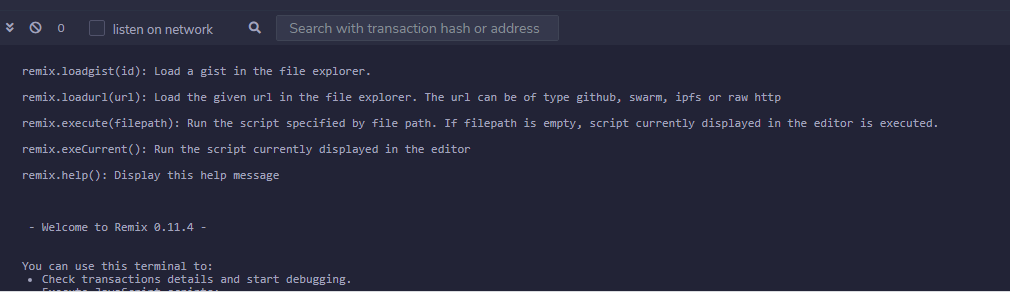 0 listen on network Search with transaction hash or address
remix.loadgist(id): Load a gist in the file explorer.
remix.loadurl(url): Load the given url in the file explorer. The url can be of type github, swarm, ipfs or raw http
remix.execute(filepath): Run the script specified by file path. If filepath is empty, script currently displayed in the editor is executed.
remix.exeCurrent(): Run the script currently displayed in the editor
remix.help(): Display this help message
- Welcome to Remix 0.11.4 -
You can use this terminal to:
• Check transactions details and start debugging.
• Execute JavaScript scripts: